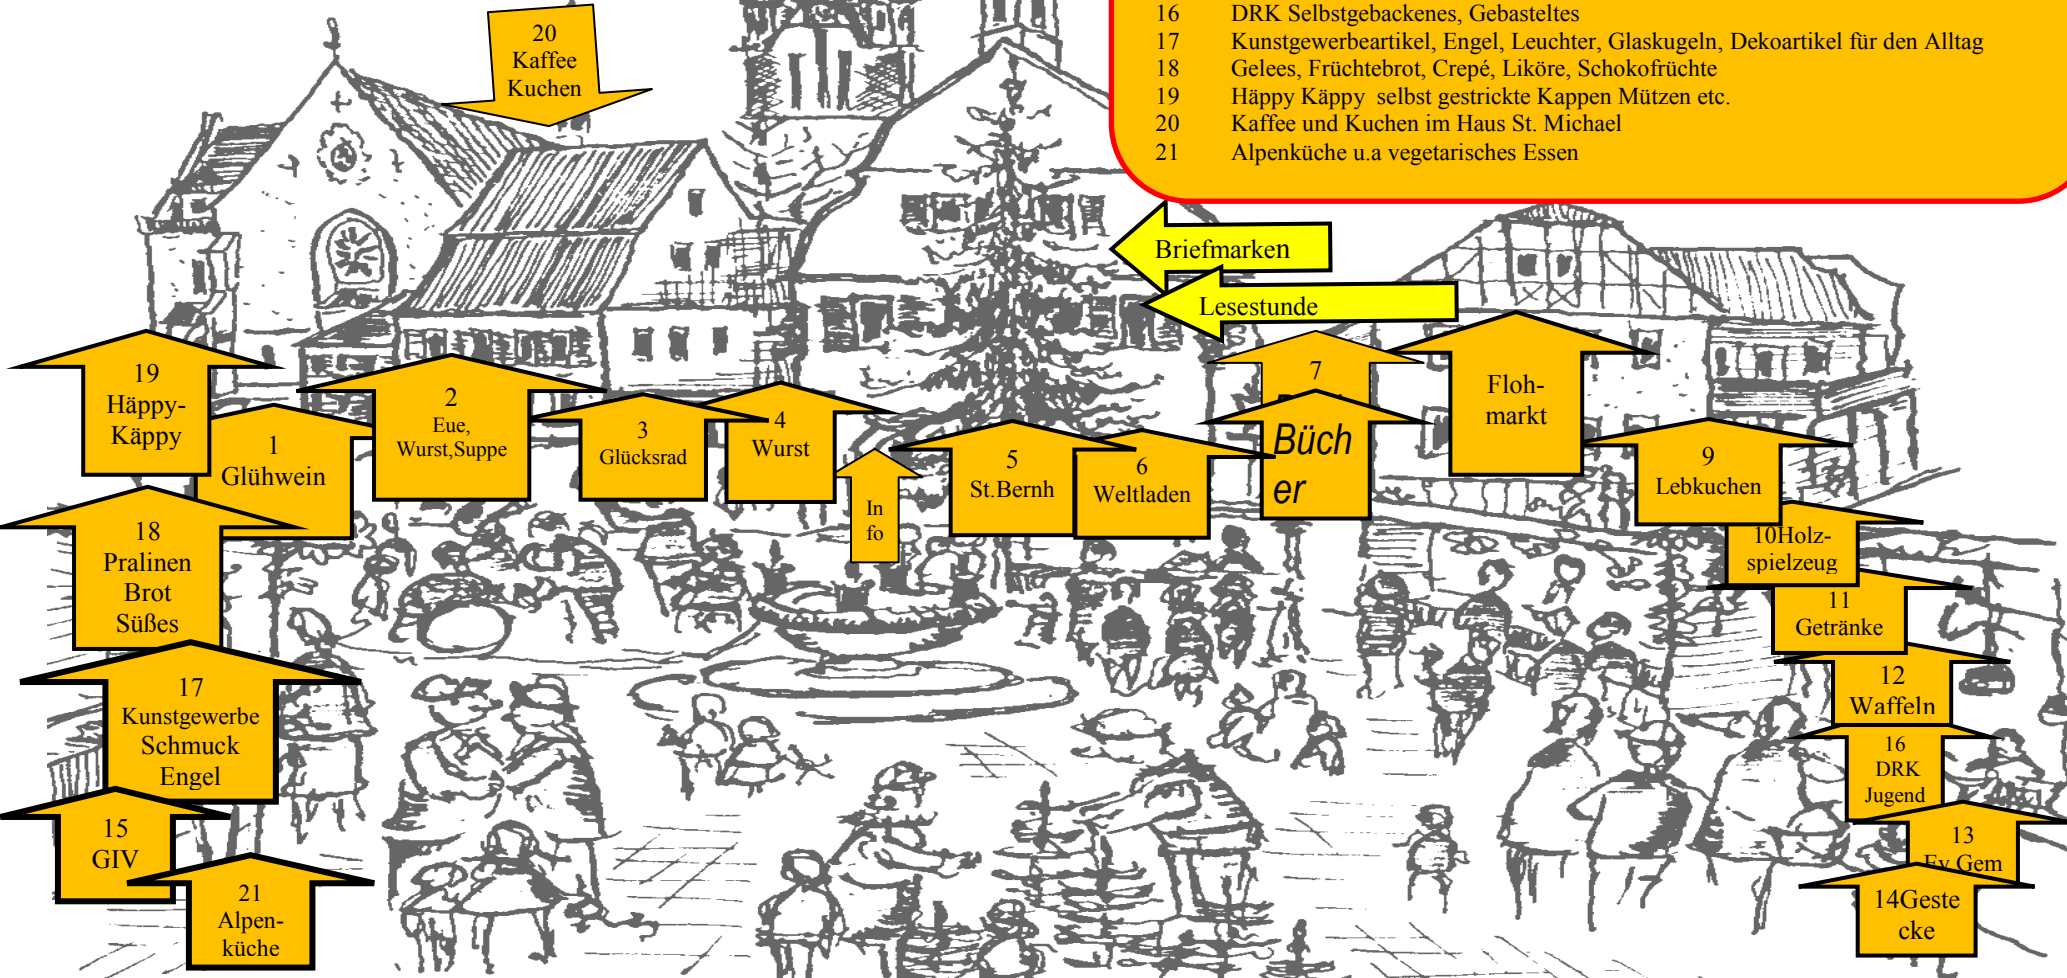 16 DRK Selbstgebackenes, Gebasteltes
17 Kunstgewerbeartikel, Engel, Leuchter, Glaskugeln, Dekoartikel für den Alltag
18 Gelees, Früchtebrot, Crepé, Liköre, Schokofrüchte
19 Häppy Käppy selbst gestrickte Kappen Mützen etc.
20 Kaffee und Kuchen im Haus St. Michael
21 Alpenküche u.a vegetarisches Essen
20
Kaffee
Kuchen
Briefmarken
Lesestunde
19
Häppy-
Käppy
1
Glühwein
2
Eue,
Wurst,Suppe
3
Glücksrad
4
Wurst
In
fo
5
St.Bernh
6
Weltladen
7
Büch
er
Floh-
markt
9
Lebkuchen
10Holz-
spielzeug
11
Getränke
12
Waffeln
16
DRK
Jugend
13
Ev Gem
14Geste
cke
18
Pralinen
Brot
Süßes
17
Kunstgewerbe
Schmuck
Engel
15
GIV
21
Alpen-
küche